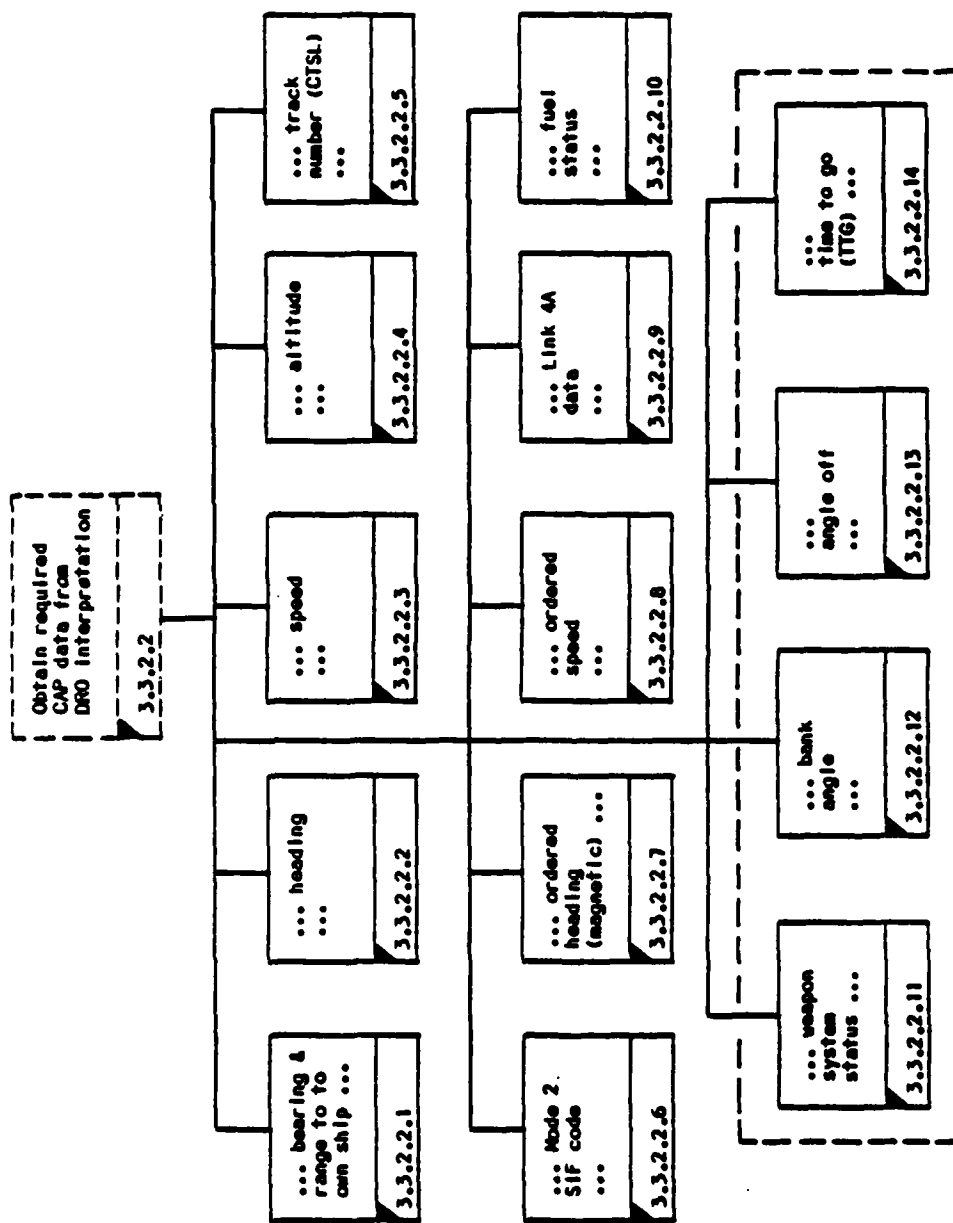 Obtain required
CAP data from
DRO interpretation
3.3.2.2
... bearing &
range to to
own ship ...
3.3.2.2.1
... heading
...
3.3.2.2.2
... speed
...
3.3.2.2.3
... altitude
...
3.3.2.2.4
... track
number (CTSL)
...
3.3.2.2.5
... Mode 2
SIF code
...
3.3.2.2.6
... ordered
heading
(magnetic) ...
3.3.2.2.7
... ordered
speed
...
3.3.2.2.8
... Link 4A
data
...
3.3.2.2.9
... fuel
status
...
3.3.2.2.10
... weapon
system
status ...
3.3.2.2.11
... bank
angle
...
3.3.2.2.12
... angle off
...
3.3.2.2.13
...
time to go
(TTG) ...
3.3.2.2.14